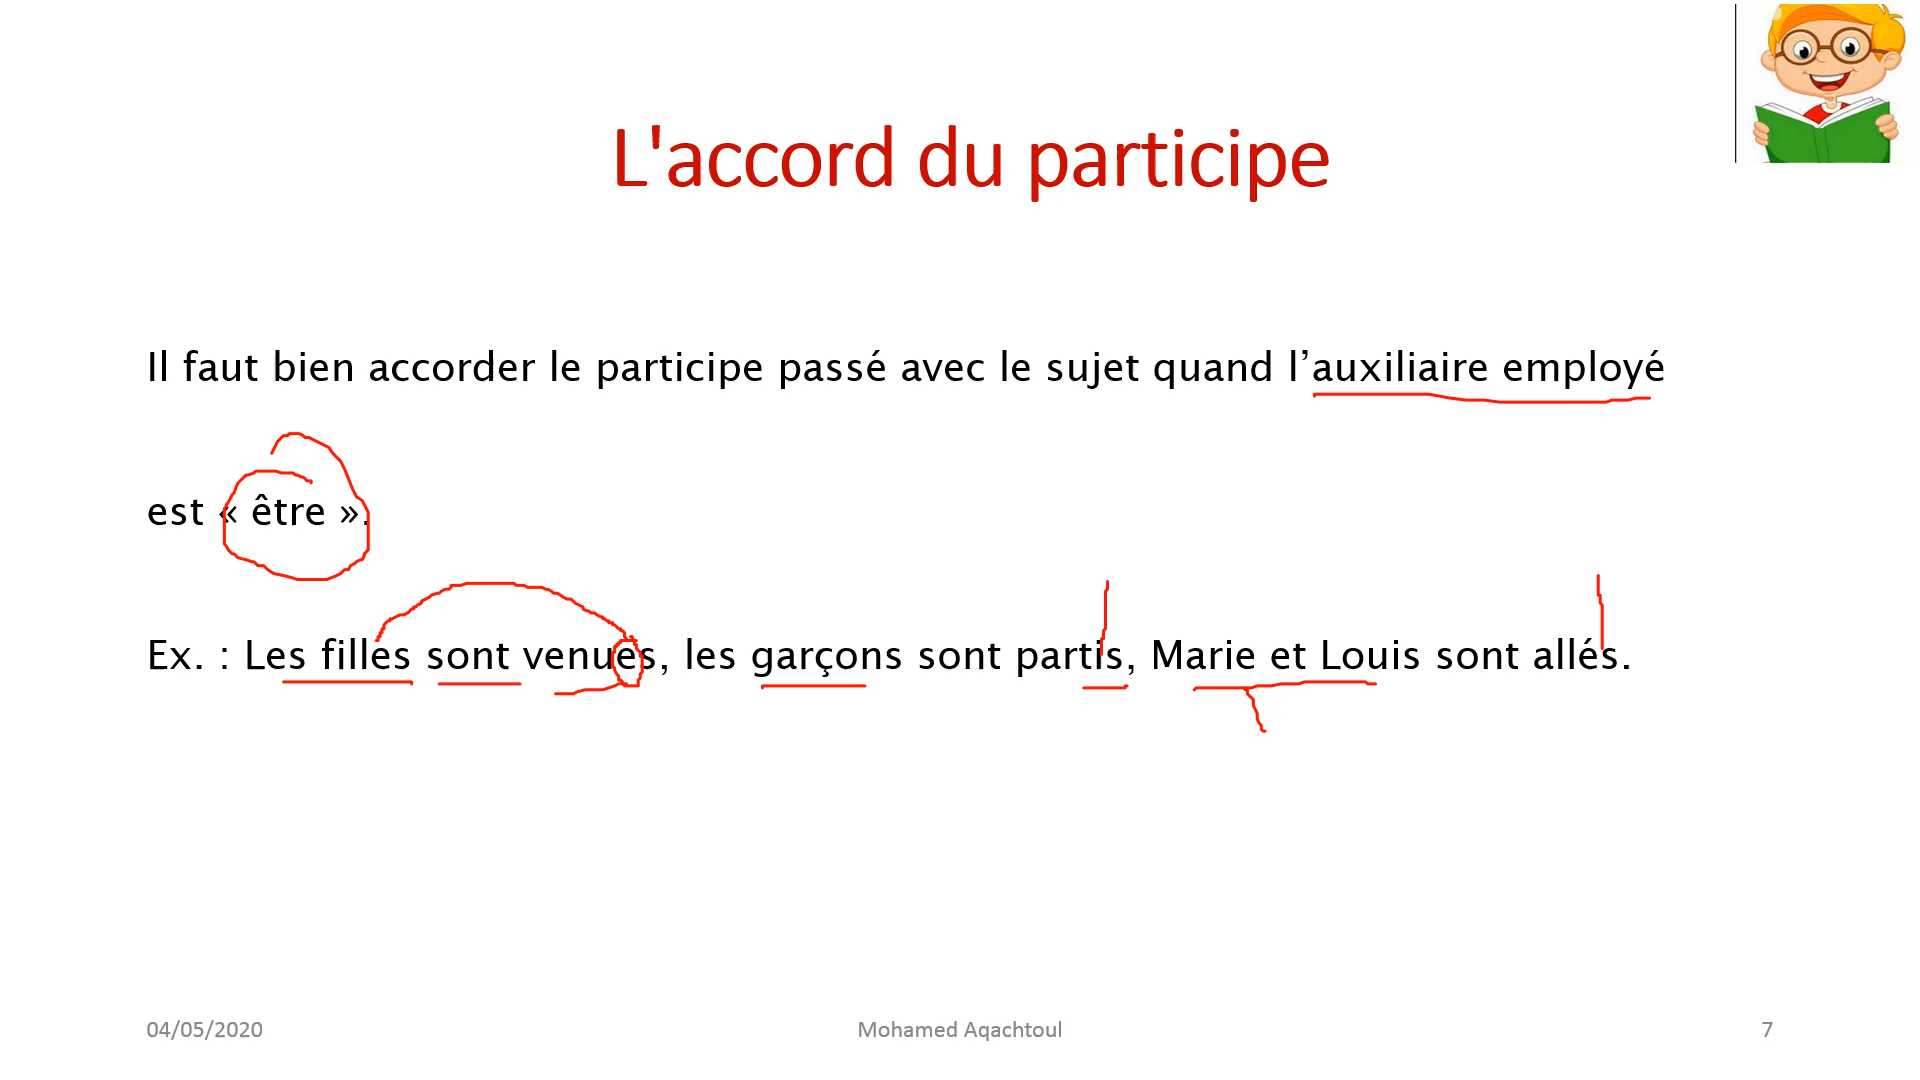 L'accord du participe
Il faut bien accorder le participe passé avec le sujet quand l’auxiliaire employé
est « être ».
Ex. : Les filles sont venues, les garçons sont partis, Marie et Louis sont allés.
04/05/2020
Mohamed Aqachtoul
7